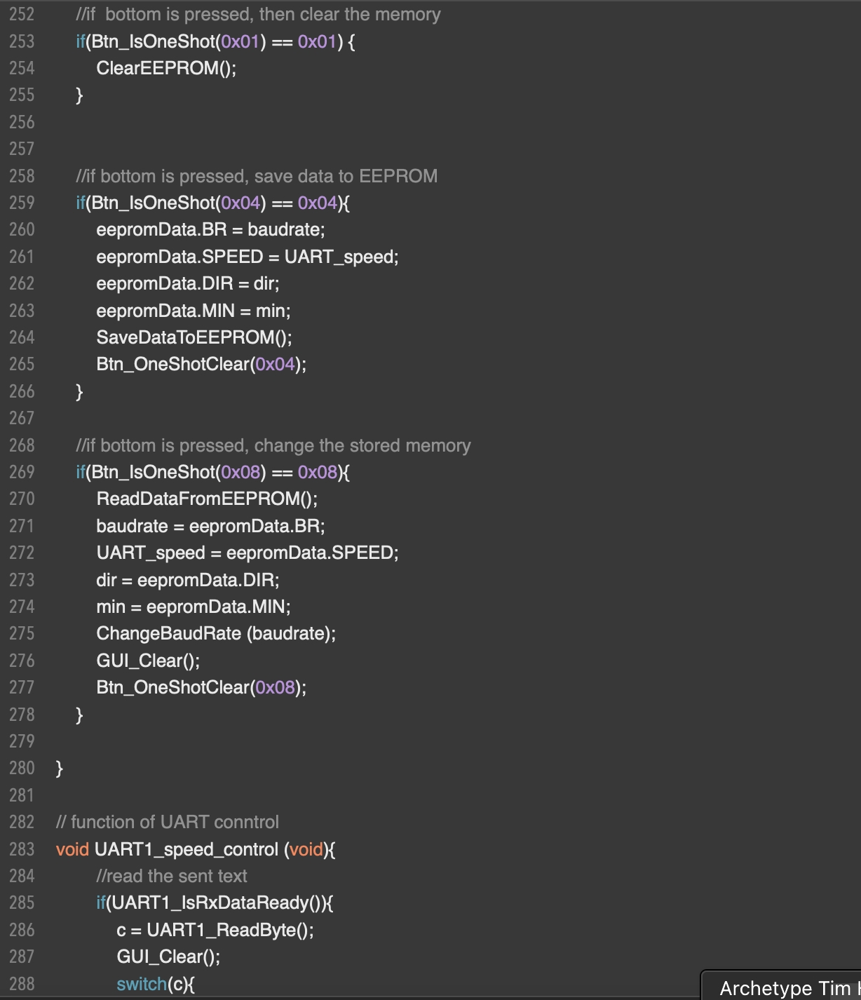 252 //if  bottom is pressed, then clear the memory
253 if(Btn_IsOneShot(0x01) == 0x01) {
254 ClearEEPROM();
255 }
256
257
258 //if bottom is pressed, save data to EEPROM
259 if(Btn_IsOneShot(0x04) == 0x04){
260 eepromData.BR = baudrate;
261 eepromData.SPEED = UART_speed;
262 eepromData.DIR = dir;
263 eepromData.MIN = min;
264 SaveDataToEEPROM();
265 Btn_OneShotClear(0x04);
266 }
267
268 //if bottom is pressed, change the stored memory
269 if(Btn_IsOneShot(0x08) == 0x08){
270 ReadDataFromEEPROM();
271 baudrate = eepromData.BR;
272 UART_speed = eepromData.SPEED;
273 dir = eepromData.DIR;
274 min = eepromData.MIN;
275 ChangeBaudRate (baudrate);
276 GUI_Clear();
277 Btn_OneShotClear(0x08);
278 }
279
280 }
281
282 // function of UART conntrol
283 void UART1_speed_control (void){
284 //read the sent text
285 if(UART1_IsRxDataReady()){
286 c = UART1_ReadByte();
287 GUI_Clear();
288 switch(c){
Archetype Tim